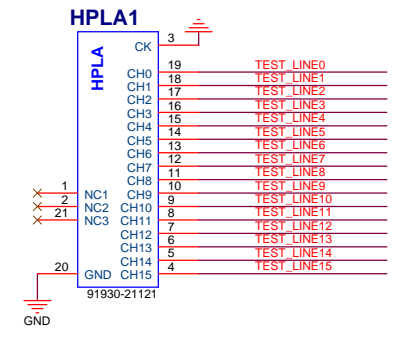 HPLA1
HPLA
CK 3
CH0 19 TEST_LINE0
CH1 18 TEST_LINE1
CH2 17 TEST_LINE2
CH3 16 TEST_LINE3
CH4 15 TEST_LINE4
CH5 14 TEST_LINE5
CH6 13 TEST_LINE6
CH7 12 TEST_LINE7
CH8 11 TEST_LINE8
1 NC1 CH9 10 TEST_LINE9
2 NC2 CH10 9 TEST_LINE10
21 NC3 CH11 8 TEST_LINE11
CH12 7 TEST_LINE12
CH13 6 TEST_LINE13
CH14 5 TEST_LINE14
20 GND CH15 4 TEST_LINE15
91930-21121
GND